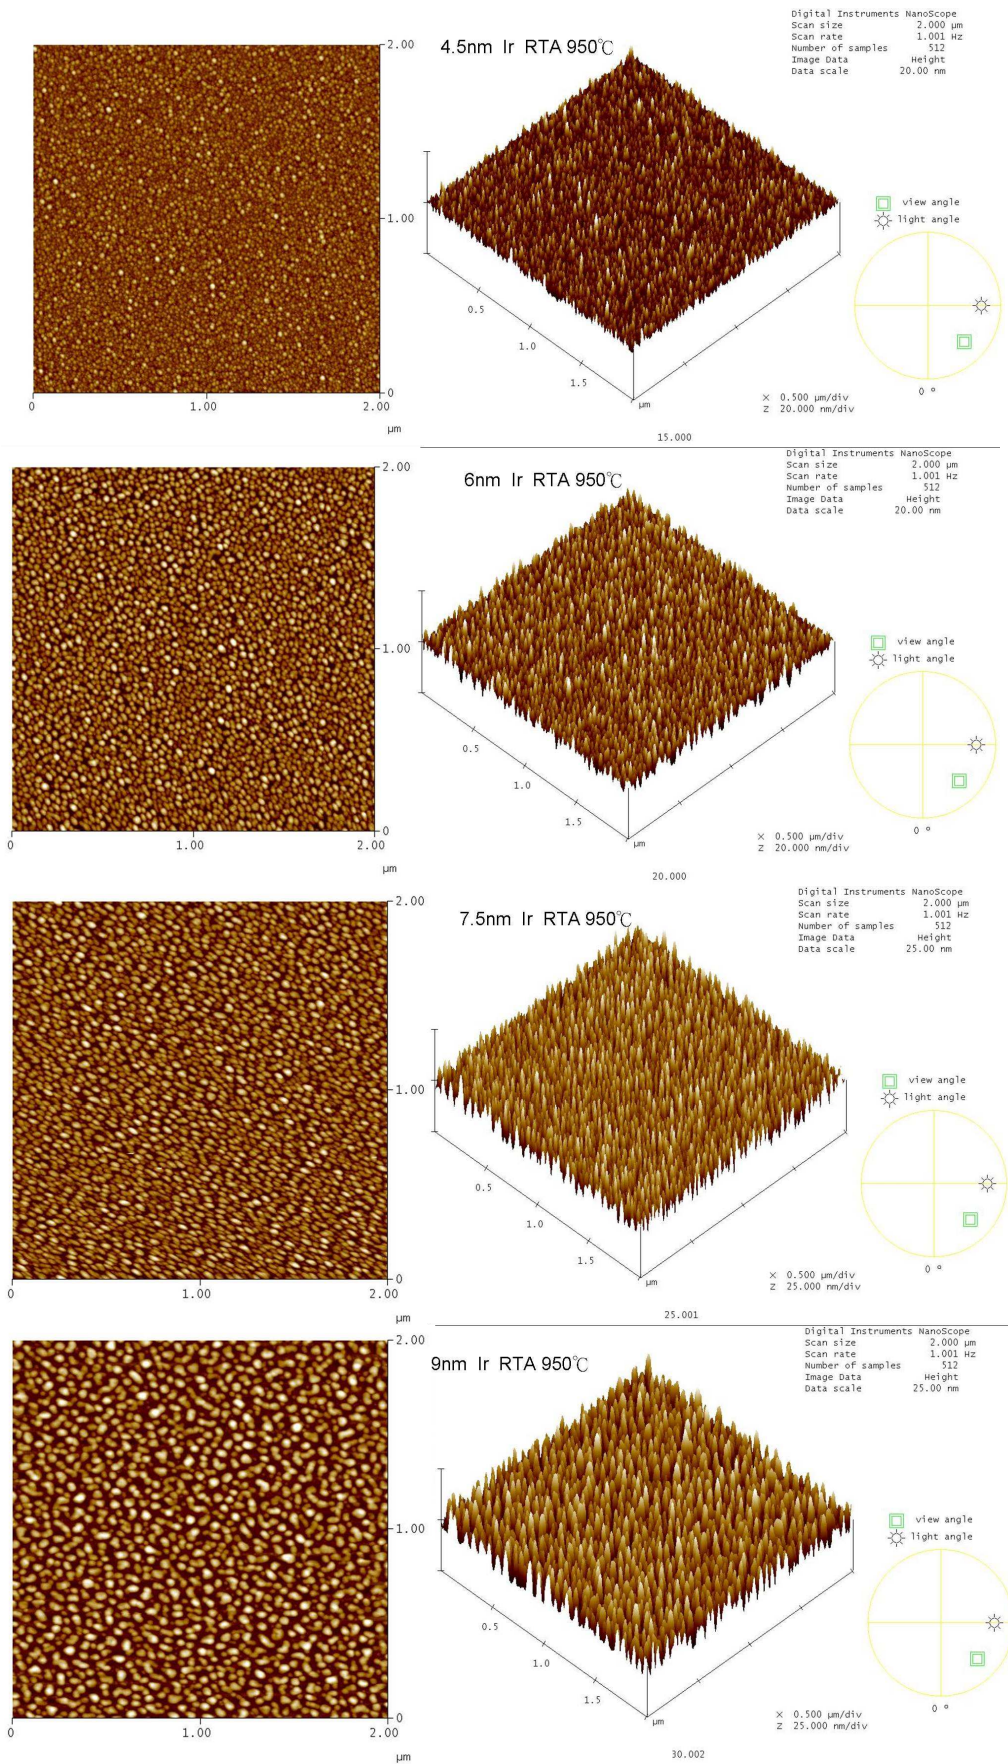 4.5nm Ir RTA 950℃
Digital Instruments NanoScope
Scan size 2.000 µm
Scan rate 1.001 Hz
Number of samples 512
Image Data Height
Data scale 20.00 nm
2.00
1.00
0
0 1.00 2.00
µm
0.5
1.0
1.5
µm
view angle
light angle
0 °
X 0.500 µm/div
Z 20.000 nm/div
15.000
6nm Ir RTA 950℃
Digital Instruments NanoScope
Scan size 2.000 µm
Scan rate 1.001 Hz
Number of samples 512
Image Data Height
Data scale 20.00 nm
2.00
1.00
0
0 1.00 2.00
µm
0.5
1.0
1.5
µm
view angle
light angle
0 °
X 0.500 µm/div
Z 20.000 nm/div
20.000
7.5nm Ir RTA 950℃
Digital Instruments NanoScope
Scan size 2.000 µm
Scan rate 1.001 Hz
Number of samples 512
Image Data Height
Data scale 25.00 nm
2.00
1.00
0
0 1.00 2.00
µm
0.5
1.0
1.5
µm
view angle
light angle
0 °
X 0.500 µm/div
Z 25.000 nm/div
25.001
9nm Ir RTA 950℃
Digital Instruments NanoScope
Scan size 2.000 µm
Scan rate 1.001 Hz
Number of samples 512
Image Data Height
Data scale 25.00 nm
2.00
1.00
0
0 1.00 2.00
µm
0.5
1.0
1.5
µm
view angle
light angle
0 °
X 0.500 µm/div
Z 25.000 nm/div
30.002